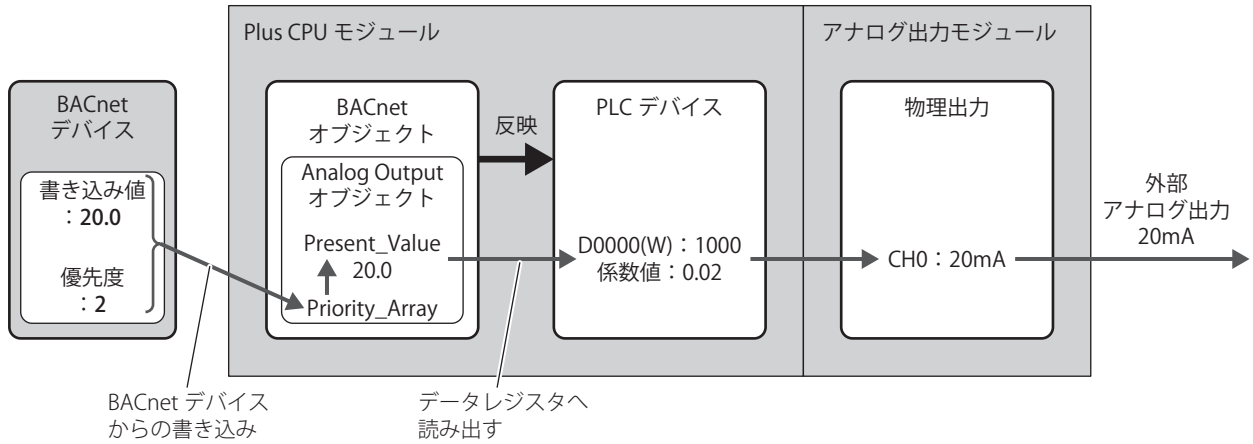 Plus CPU モジュール
アナログ出力モジュール
BACnet
デバイス
書き込み値
：20.0
優先度
：2
BACnet
オブジェクト
Analog Output
オブジェクト
Present_Value
20.0
Priority_Array
反映
PLC デバイス
D0000(W)：1000
係数値：0.02
物理出力
CH0：20mA
外部
アナログ出力
20mA
BACnet デバイス
からの書き込み
データレジスタへ
読み出す